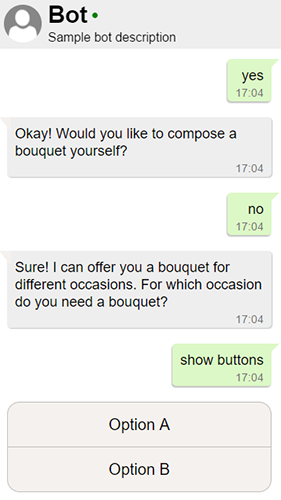 Bot
Sample bot description
yes
17:04
Okay! Would you like to compose a
bouquet yourself?
17:04
no
17:04
Sure! I can offer you a bouquet for
different occasions. For which occasion
do you need a bouquet?
17:04
show buttons
17:04
Option A
Option B